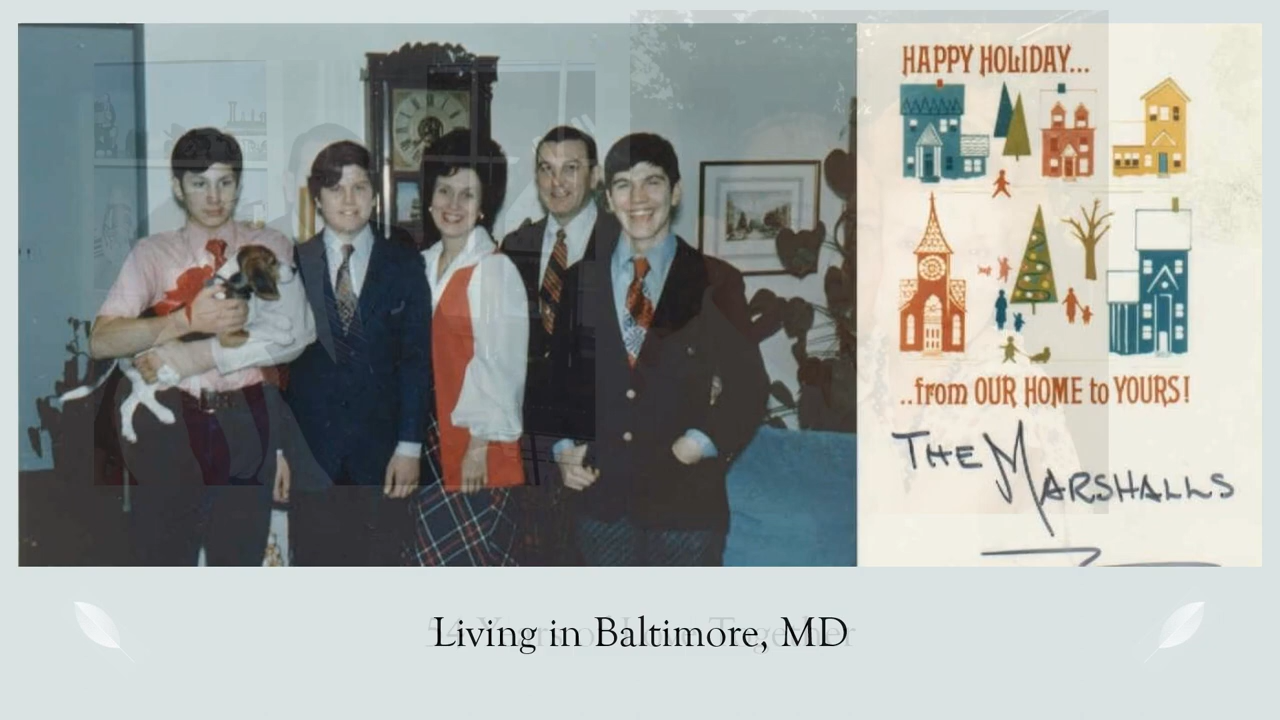 HAPPY HOLIDAY...
..from OUR HOME to YOURS!
THE MARSHALLS
Living in Baltimore, MD